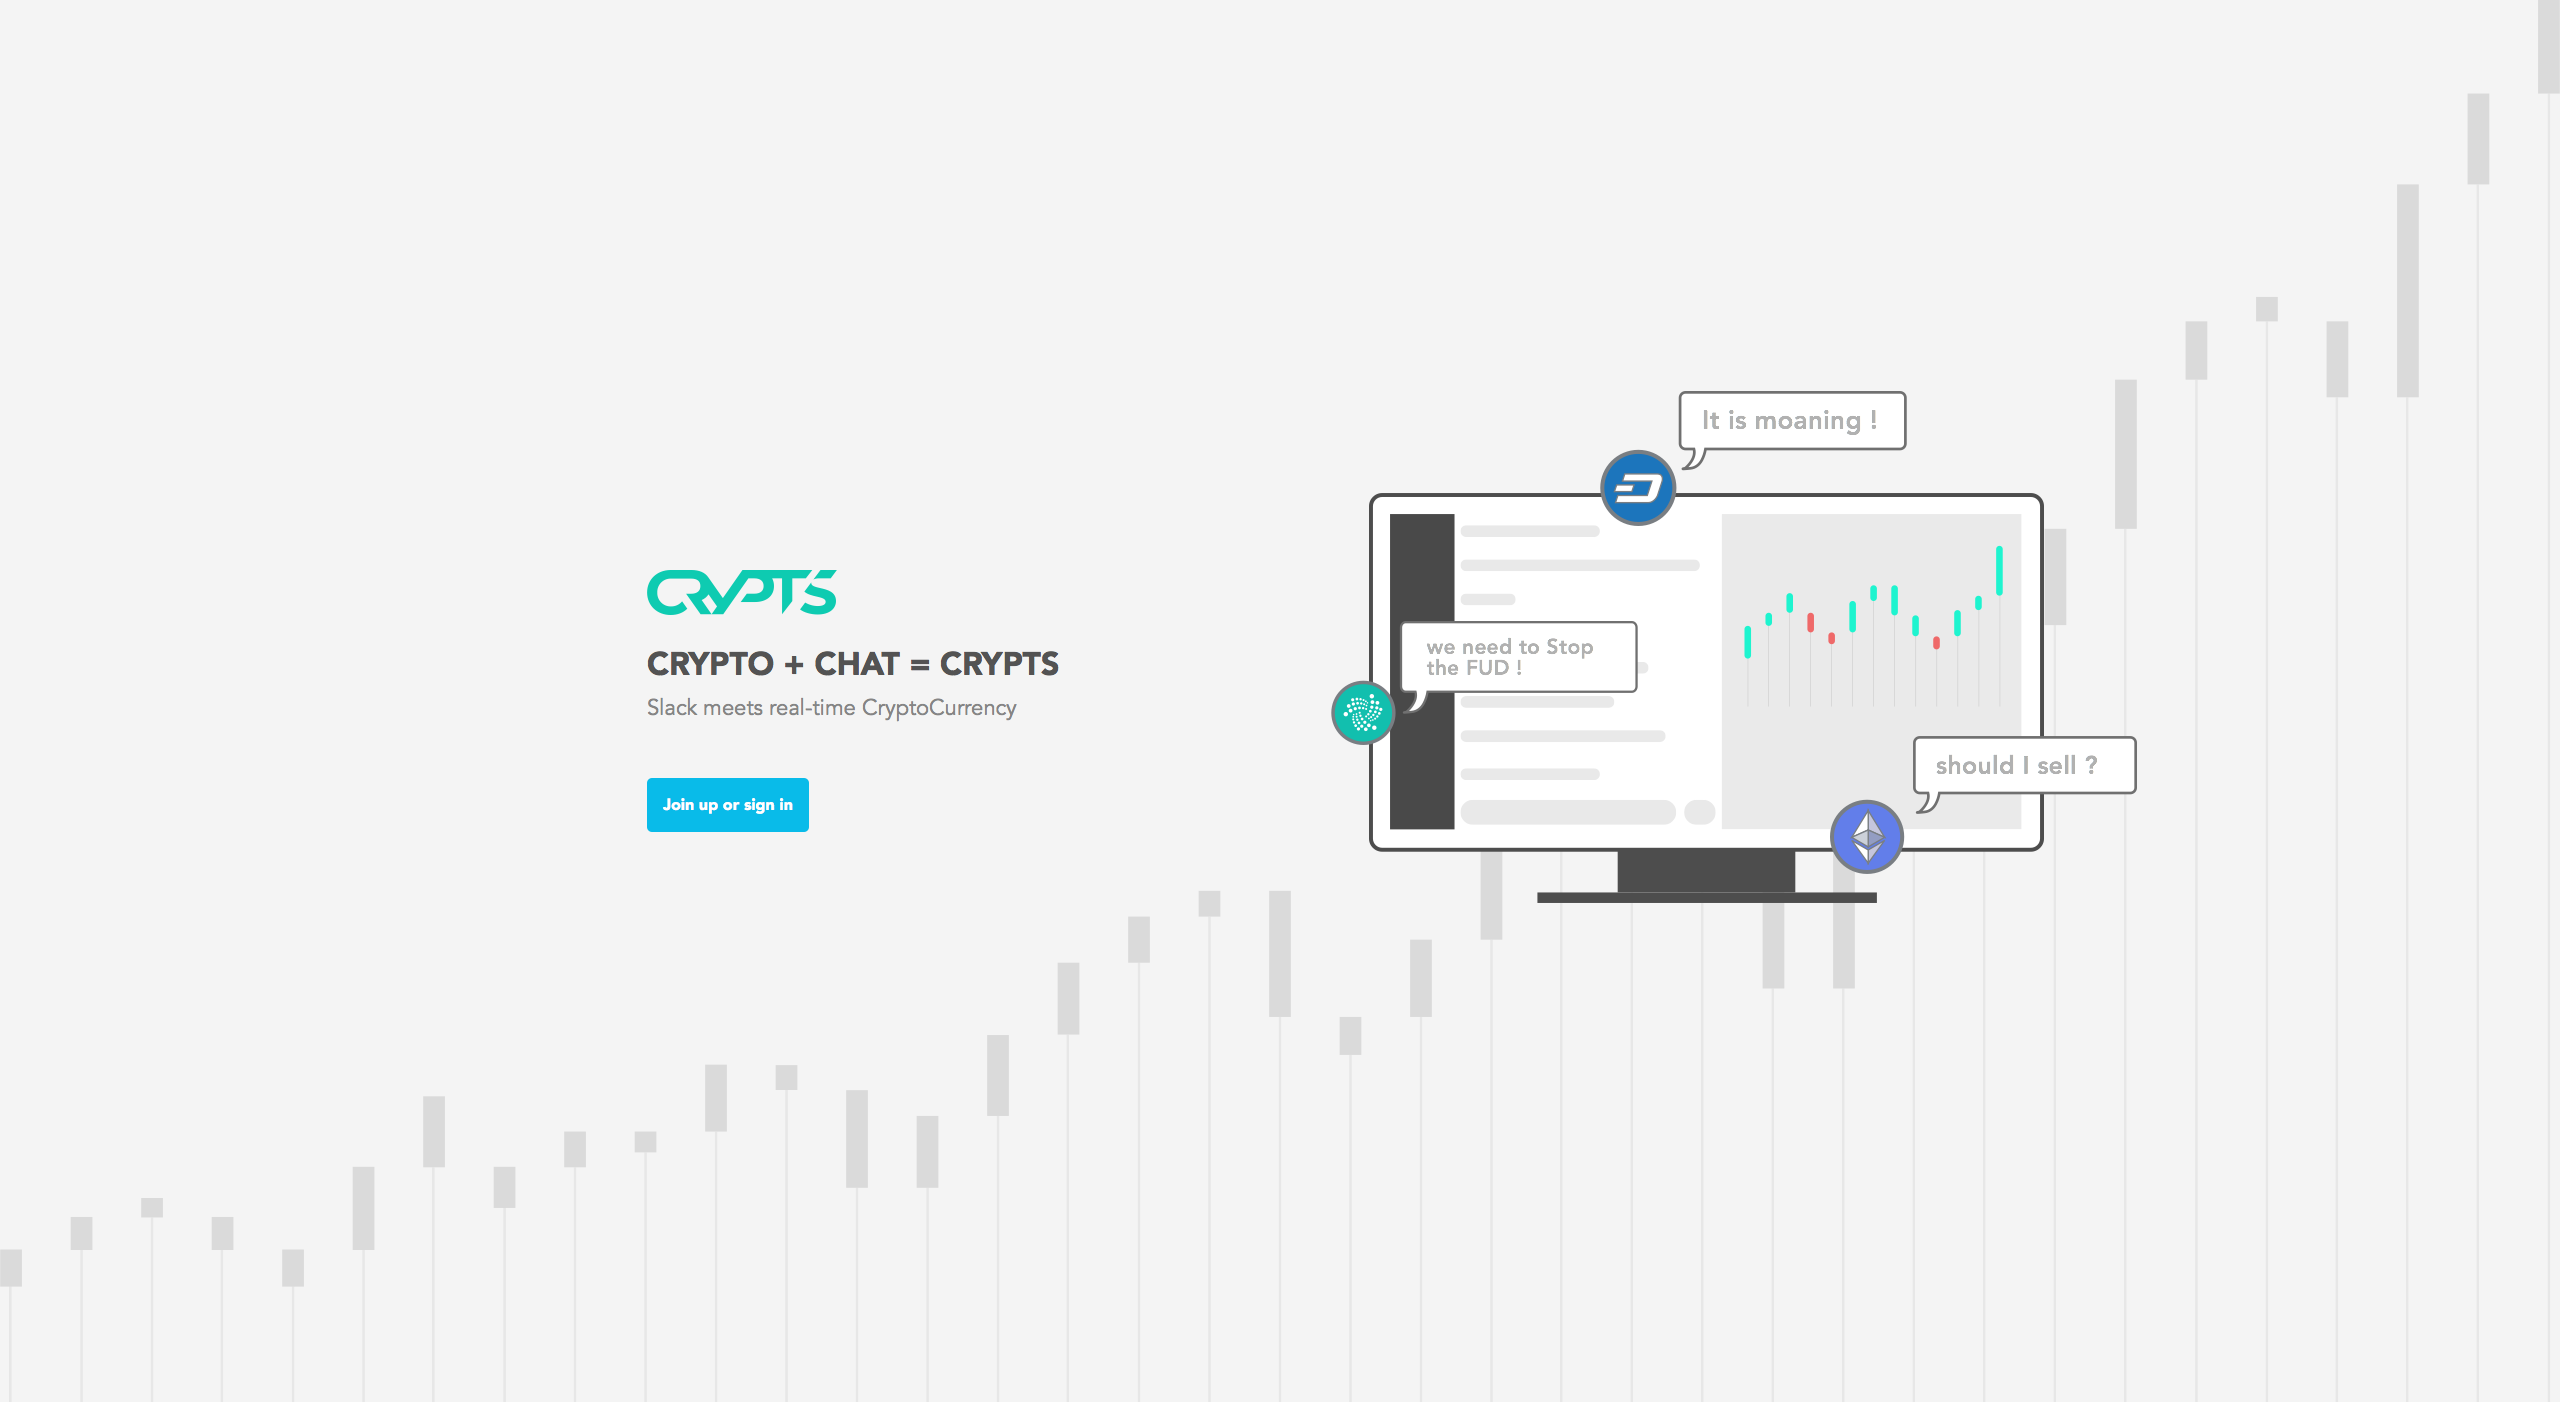 CRYPTS
CRYPTO + CHAT = CRYPTS
Slack meets real-time CryptoCurrency
Join up or sign in
It is moaning !
we need to Stop
the FUD !
should I sell ?